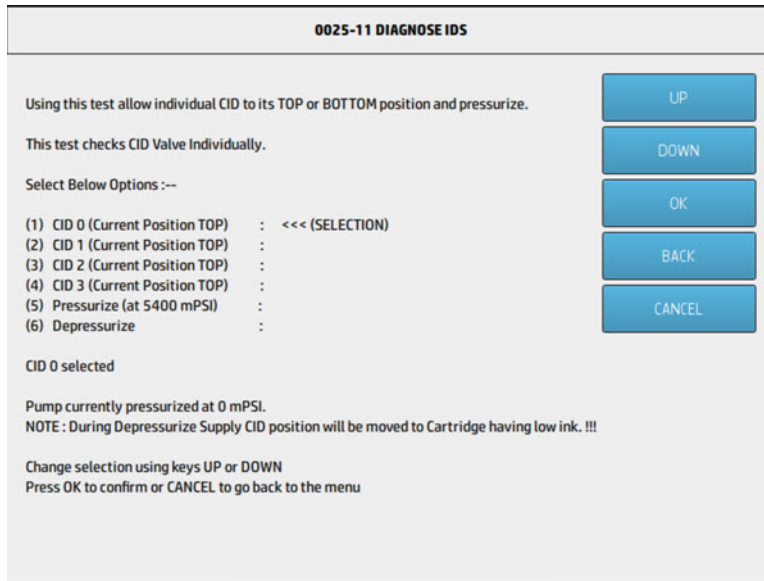 0025-11 DIAGNOSE IDS
Using this test allow individual CID to its TOP or BOTTOM position and pressurize.
This test checks CID Valve Individually.
Select Below Options :--
(1) CID 0 (Current Position TOP) : <<< (SELECTION)
(2) CID 1 (Current Position TOP) :
(3) CID 2 (Current Position TOP) :
(4) CID 3 (Current Position TOP) :
(5) Pressurize (at 5400 mPSI) :
(6) Depressurize :
CID 0 selected
Pump currently pressurized at 0 mPSI.
NOTE : During Depressurize Supply CID position will be moved to Cartridge having low ink. !!!
Change selection using keys UP or DOWN
Press OK to confirm or CANCEL to go back to the menu
UP
DOWN
OK
BACK
CANCEL